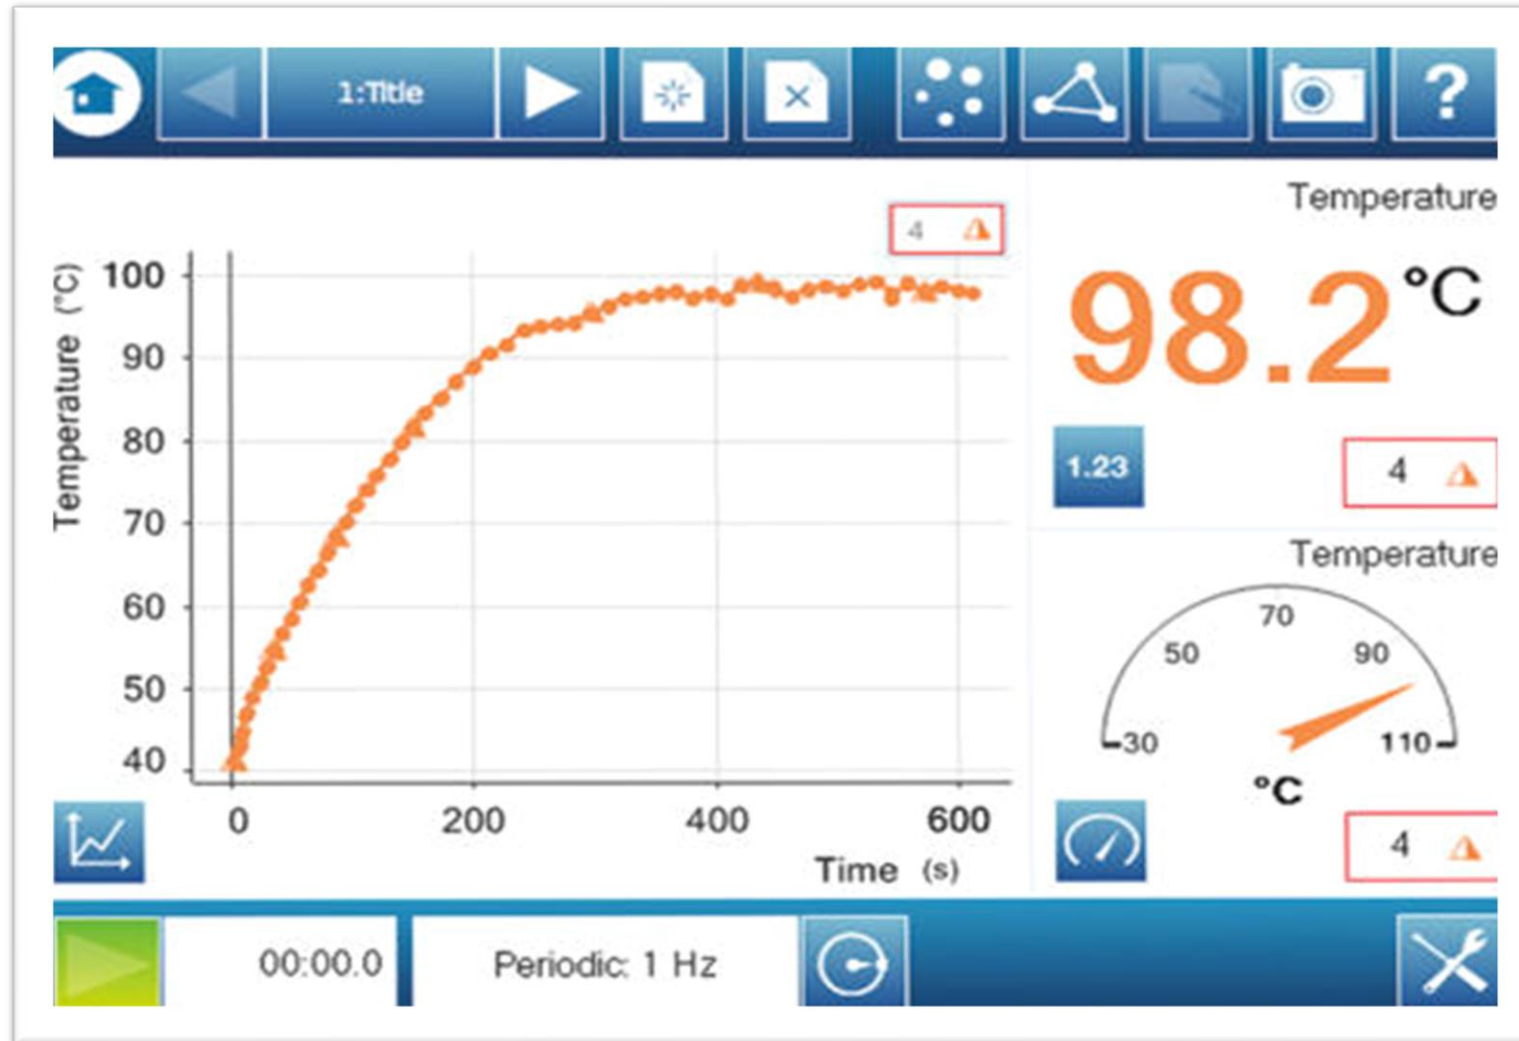 1:Title
?
4
Temperature (°C)
100
90
80
70
60
50
40
0 200 400 600
Time (s)
Temperature
98.2 °C
1.23
4
Temperature
30 50 70 90 110
°C
4
00:00.0
Periodic: 1 Hz